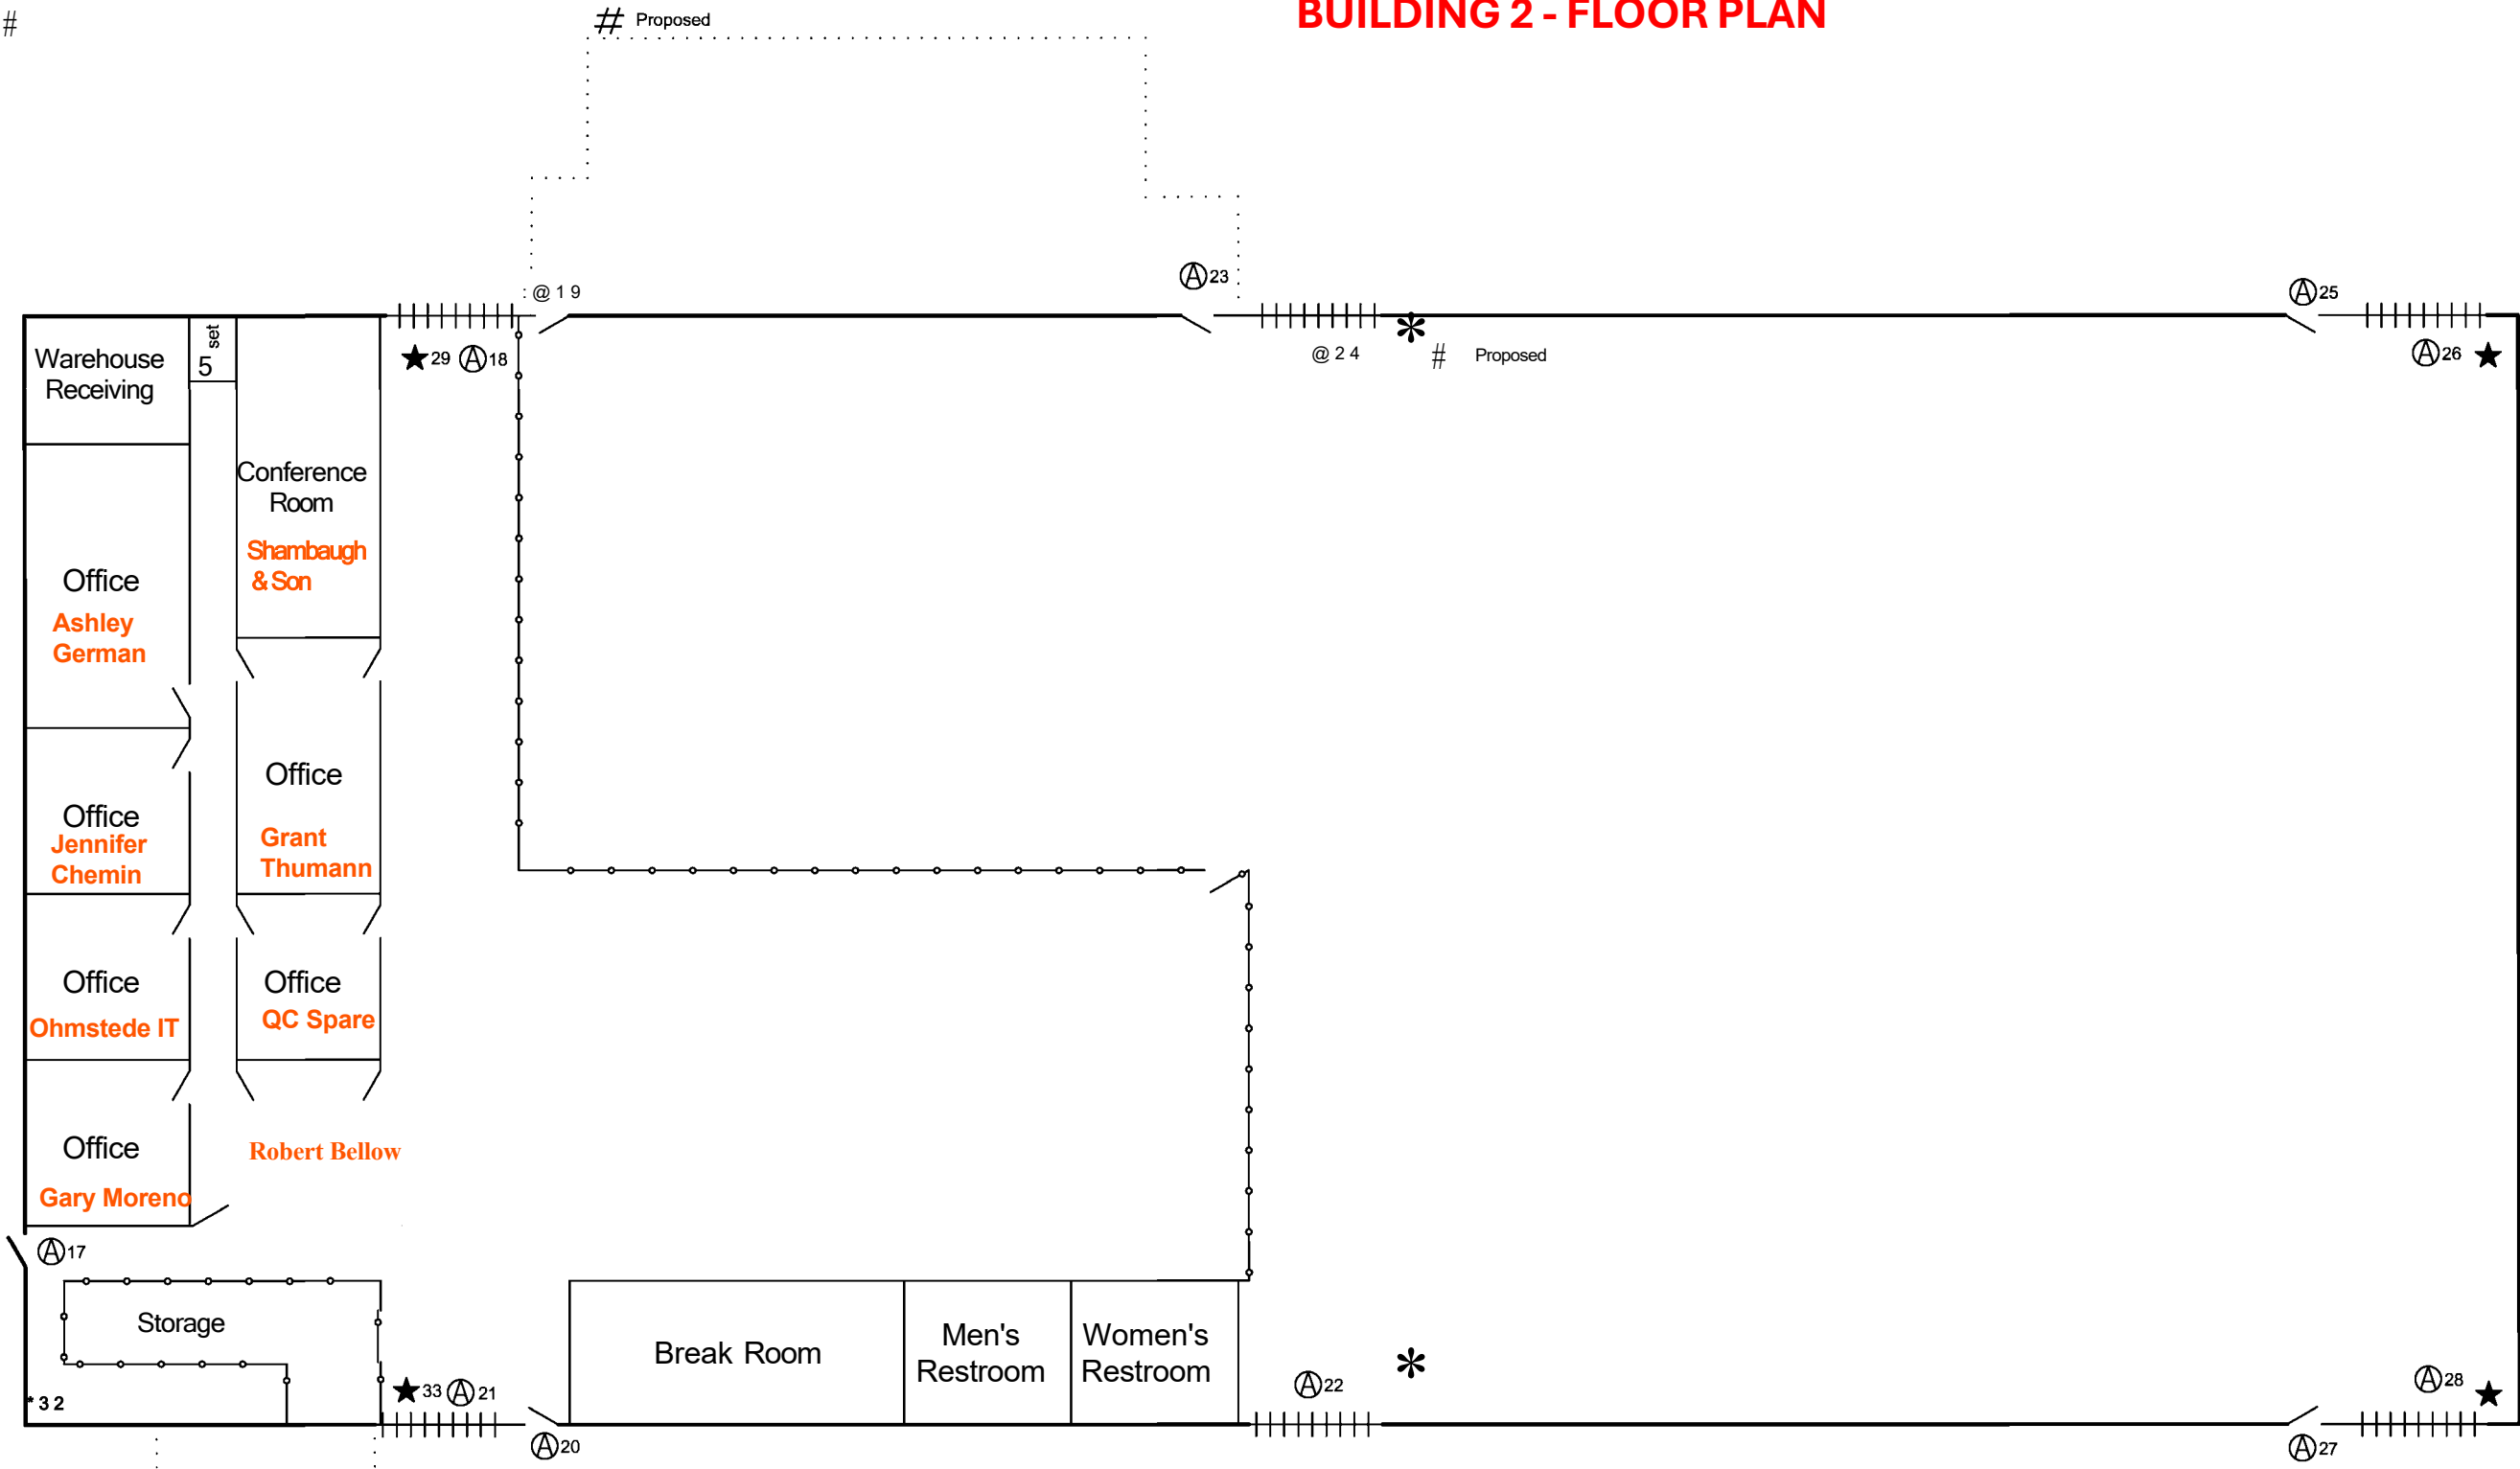 BUILDING 2 - FLOOR PLAN
#
# Proposed
Ⓐ23
: @ 1 9
Ⓐ25
★29 Ⓐ18
@ 2 4
✻
# Proposed
Ⓐ26 ★
Warehouse
Receiving
5
set
Conference
Room
Shambaugh
& Son
Office
Ashley
German
Office
Grant
Thumann
Office
Jennifer
Chemin
Office
Ohmstede IT
Office
QC Spare
Office
Gary Moreno
Robert Bellow
Ⓐ17
Storage
* 3 2
★33 Ⓐ21
Ⓐ20
Break Room
Men's
Restroom
Women's
Restroom
Ⓐ22
✻
Ⓐ28 ★
Ⓐ27